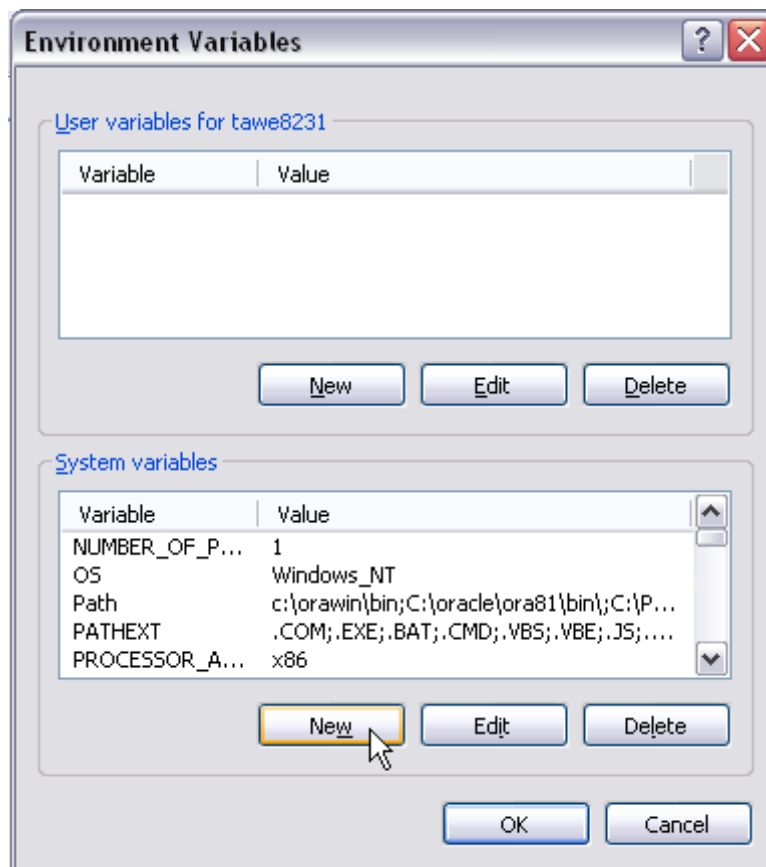 Environment Variables
User variables for tawe8231
Variable Value
New Edit Delete
System variables
Variable Value
NUMBER_OF_P... 1
OS Windows_NT
Path c:\orawin\bin;C:\oracle\ora81\bin\;C:\P...
PATHEXT .COM;.EXE;.BAT;.CMD;.VBS;.VBE;.JS;....
PROCESSOR_A... x86
New Edit Delete
OK Cancel